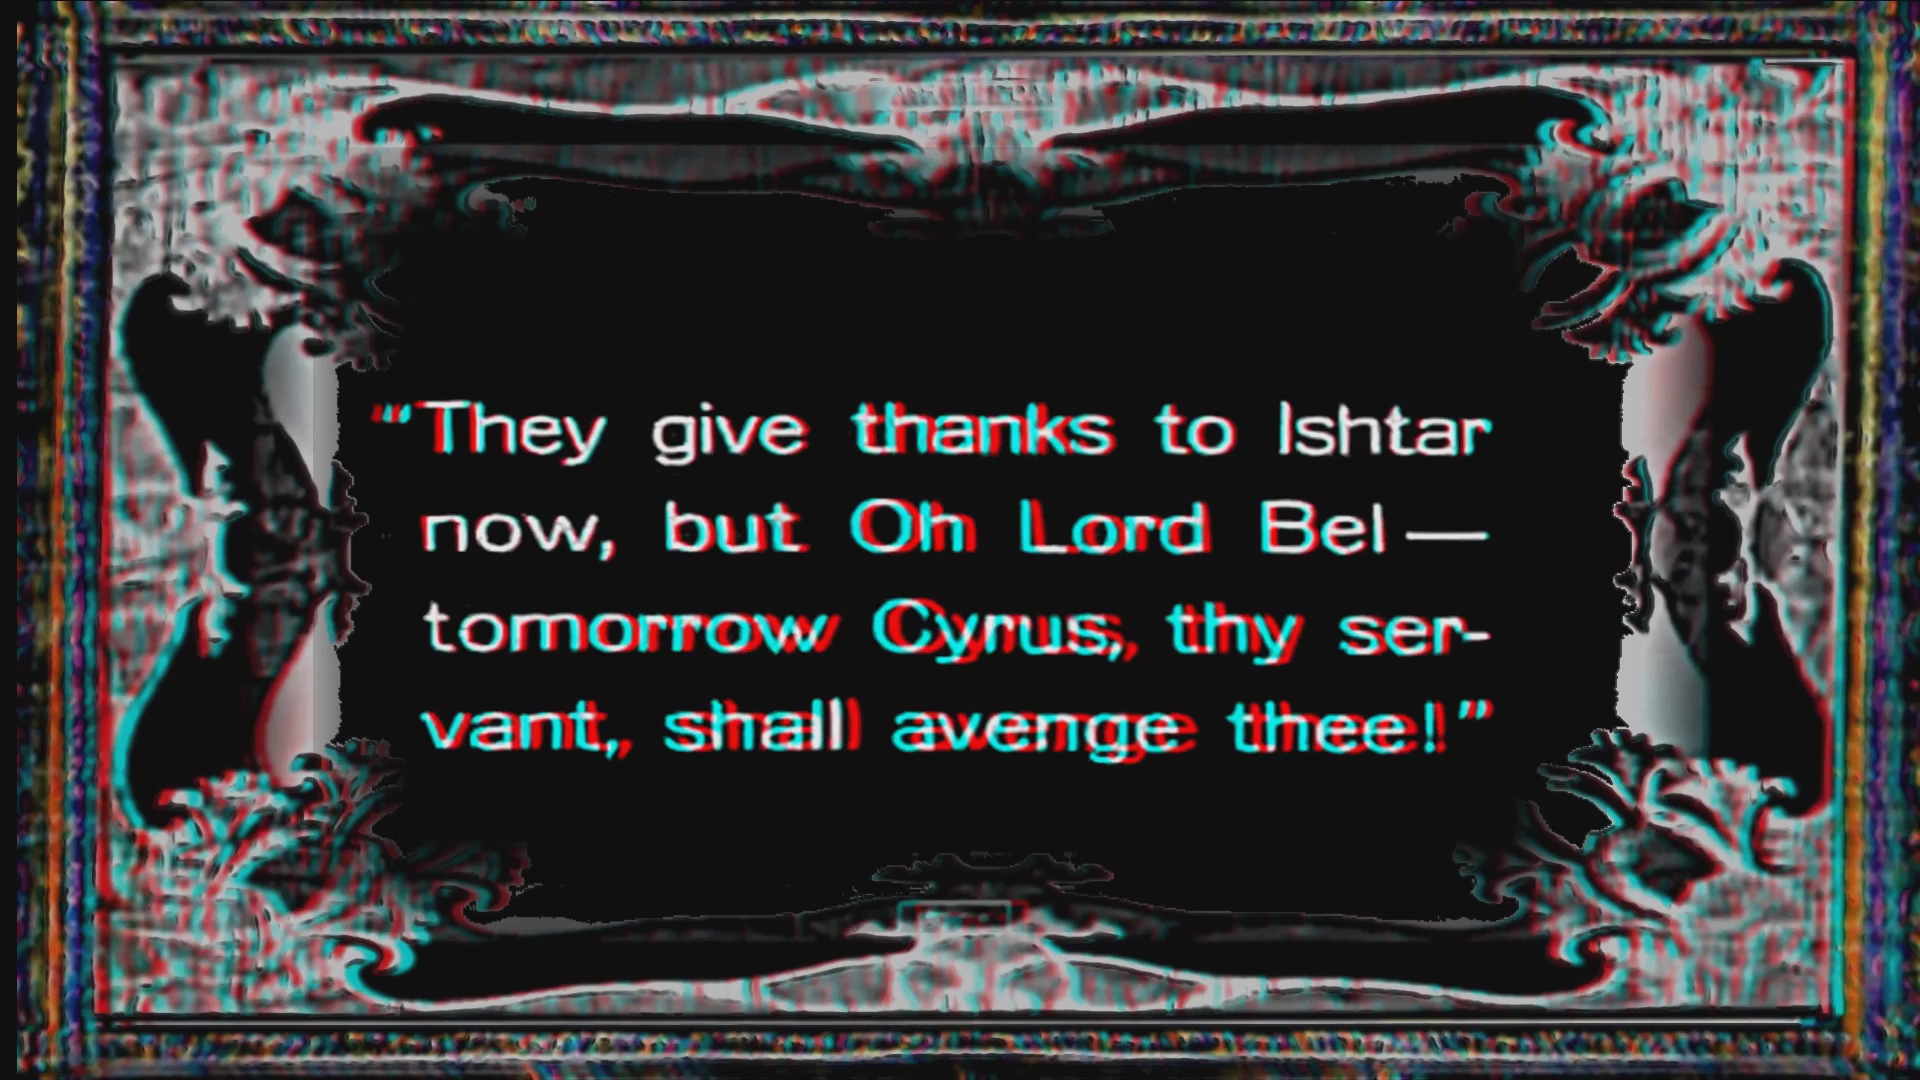 “They give thanks to Ishtar
now, but Oh Lord Bel—
tomorrow Cyrus, thy ser-
vant, shall avenge thee!”